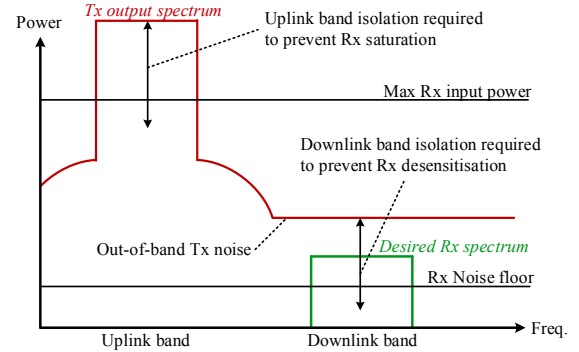 Tx output spectrum
Power
Uplink band isolation required
to prevent Rx saturation
Max Rx input power
Downlink band isolation required
to prevent Rx desensitisation
Out-of-band Tx noise
Desired Rx spectrum
Rx Noise floor
Freq.
Uplink band
Downlink band